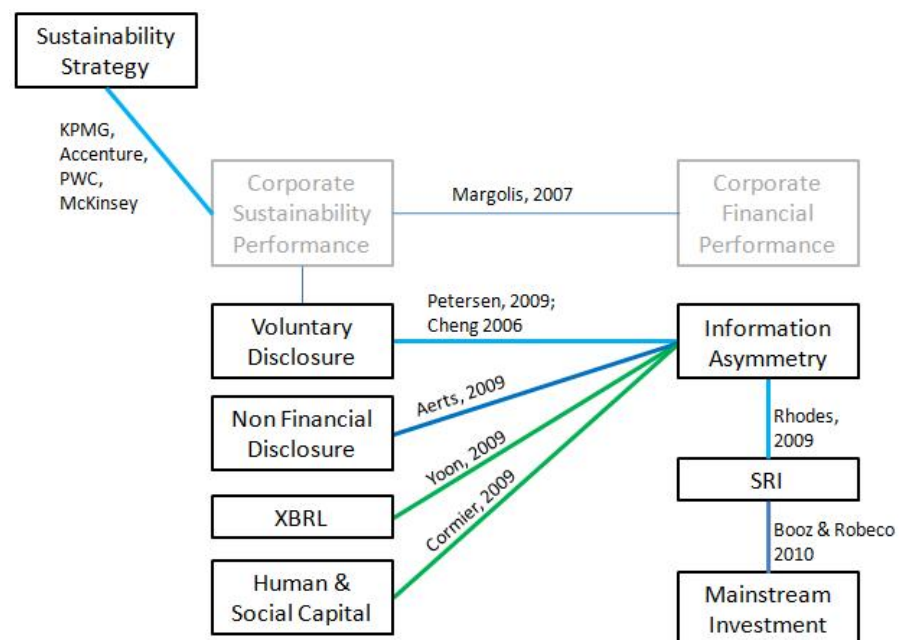 Sustainability
Strategy
KPMG,
Accenture,
PWC,
McKinsey
Corporate
Sustainability
Performance
Margolis, 2007
Corporate
Financial
Performance
Voluntary
Disclosure
Petersen, 2009;
Cheng 2006
Information
Asymmetry
Non Financial
Disclosure
Aerts, 2009
Rhodes,
2009
XBRL
Yoon, 2009
SRI
Human &
Social Capital
Cormier, 2009
Booz & Robeco
2010
Mainstream
Investment